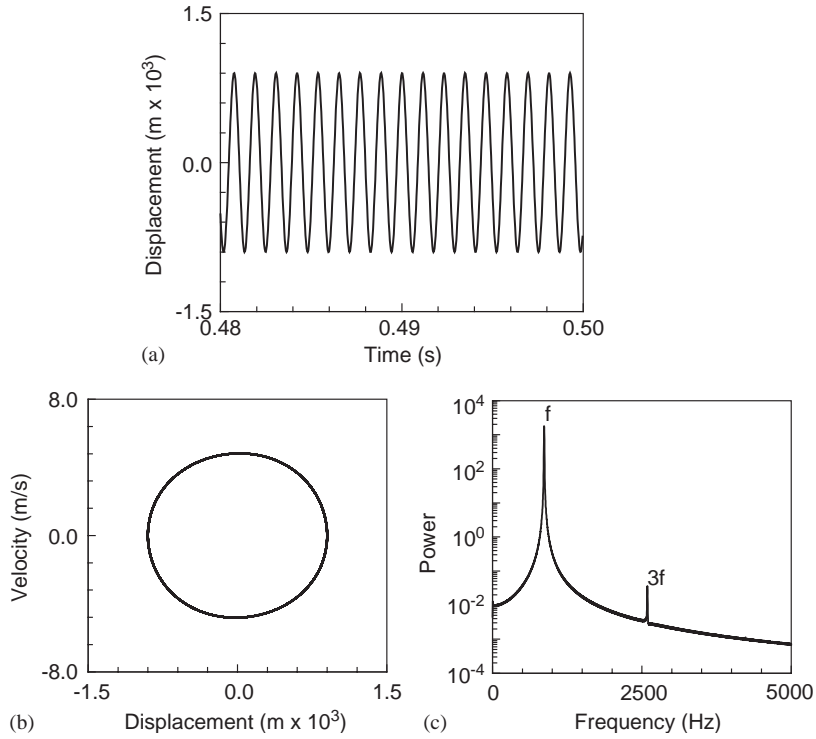 1.5
Displacement (m x 10³)
0.0
-1.5
0.48
0.49
0.50
(a)
Time (s)
8.0
Velocity (m/s)
0.0
-8.0
-1.5
0.0
1.5
(b)
Displacement (m x 10³)
10⁴
f
10²
Power
10⁰
3f
10⁻²
10⁻⁴
0
2500
5000
(c)
Frequency (Hz)